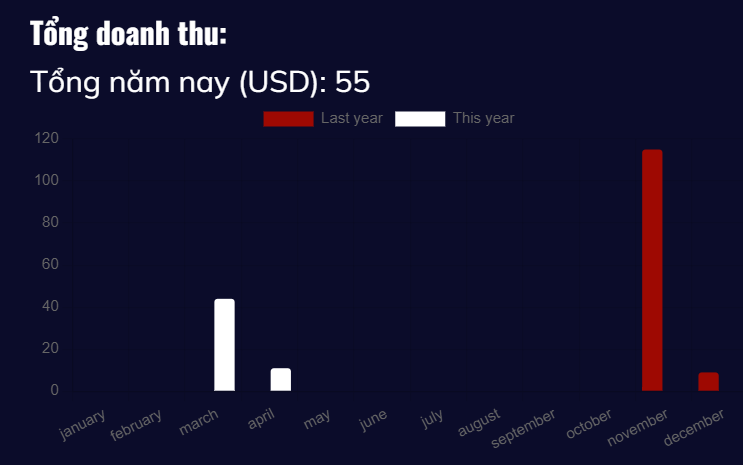 Tổng doanh thu:
Tổng năm nay (USD): 55
Last year This year
120
100
80
60
40
20
0
january february march april may june july august september october november december